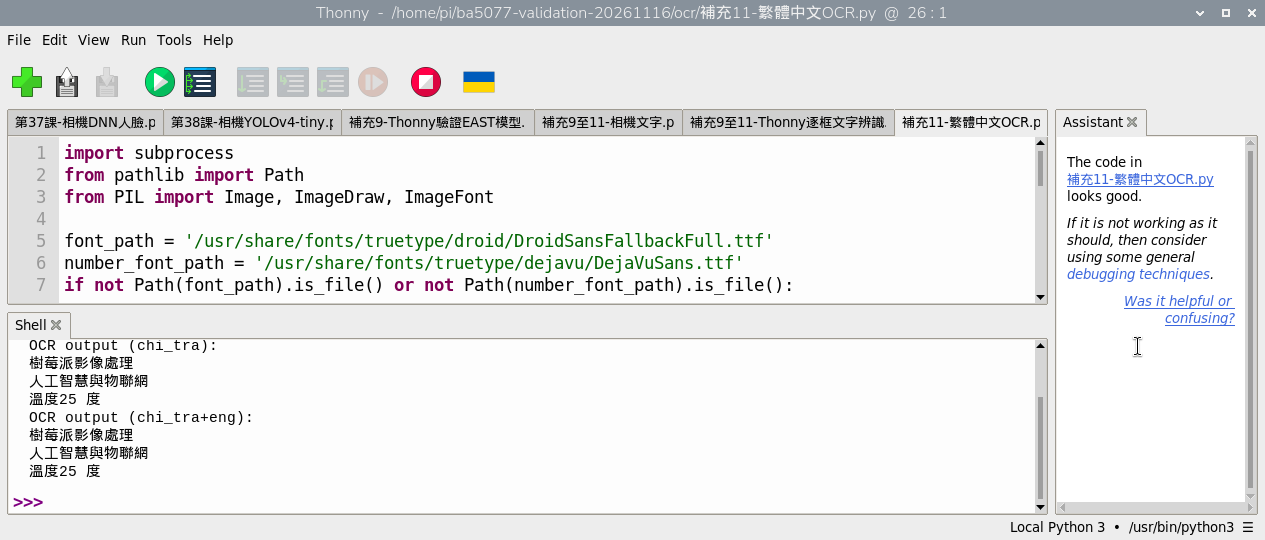 Thonny - /home/pi/ba5077-validation-20261116/ocr/補充11-繁體中文OCR.py @ 26 : 1
File Edit View Run Tools Help
第37課-相機DNN人臉.p 第38課-相機YOLOv4-tiny.p 補充9-Thonny驗證EAST模型. 補充9至11-相機文字.p 補充9至11-Thonny逐框文字辨識. 補充11-繁體中文OCR.p
1 import subprocess
2 from pathlib import Path
3 from PIL import Image, ImageDraw, ImageFont
4
5 font_path = '/usr/share/fonts/truetype/droid/DroidSansFallbackFull.ttf'
6 number_font_path = '/usr/share/fonts/truetype/dejavu/DejaVuSans.ttf'
7 if not Path(font_path).is_file() or not Path(number_font_path).is_file():
Shell
OCR output (chi_tra):
樹莓派影像處理
人工智慧與物聯網
溫度25 度
OCR output (chi_tra+eng):
樹莓派影像處理
人工智慧與物聯網
溫度25 度
>>>
Assistant
The code in
補充11-繁體中文OCR.py
looks good.
If it is not working as it
should, then consider
using some general
debugging techniques.
Was it helpful or
confusing?
Local Python 3 • /usr/bin/python3 ☰